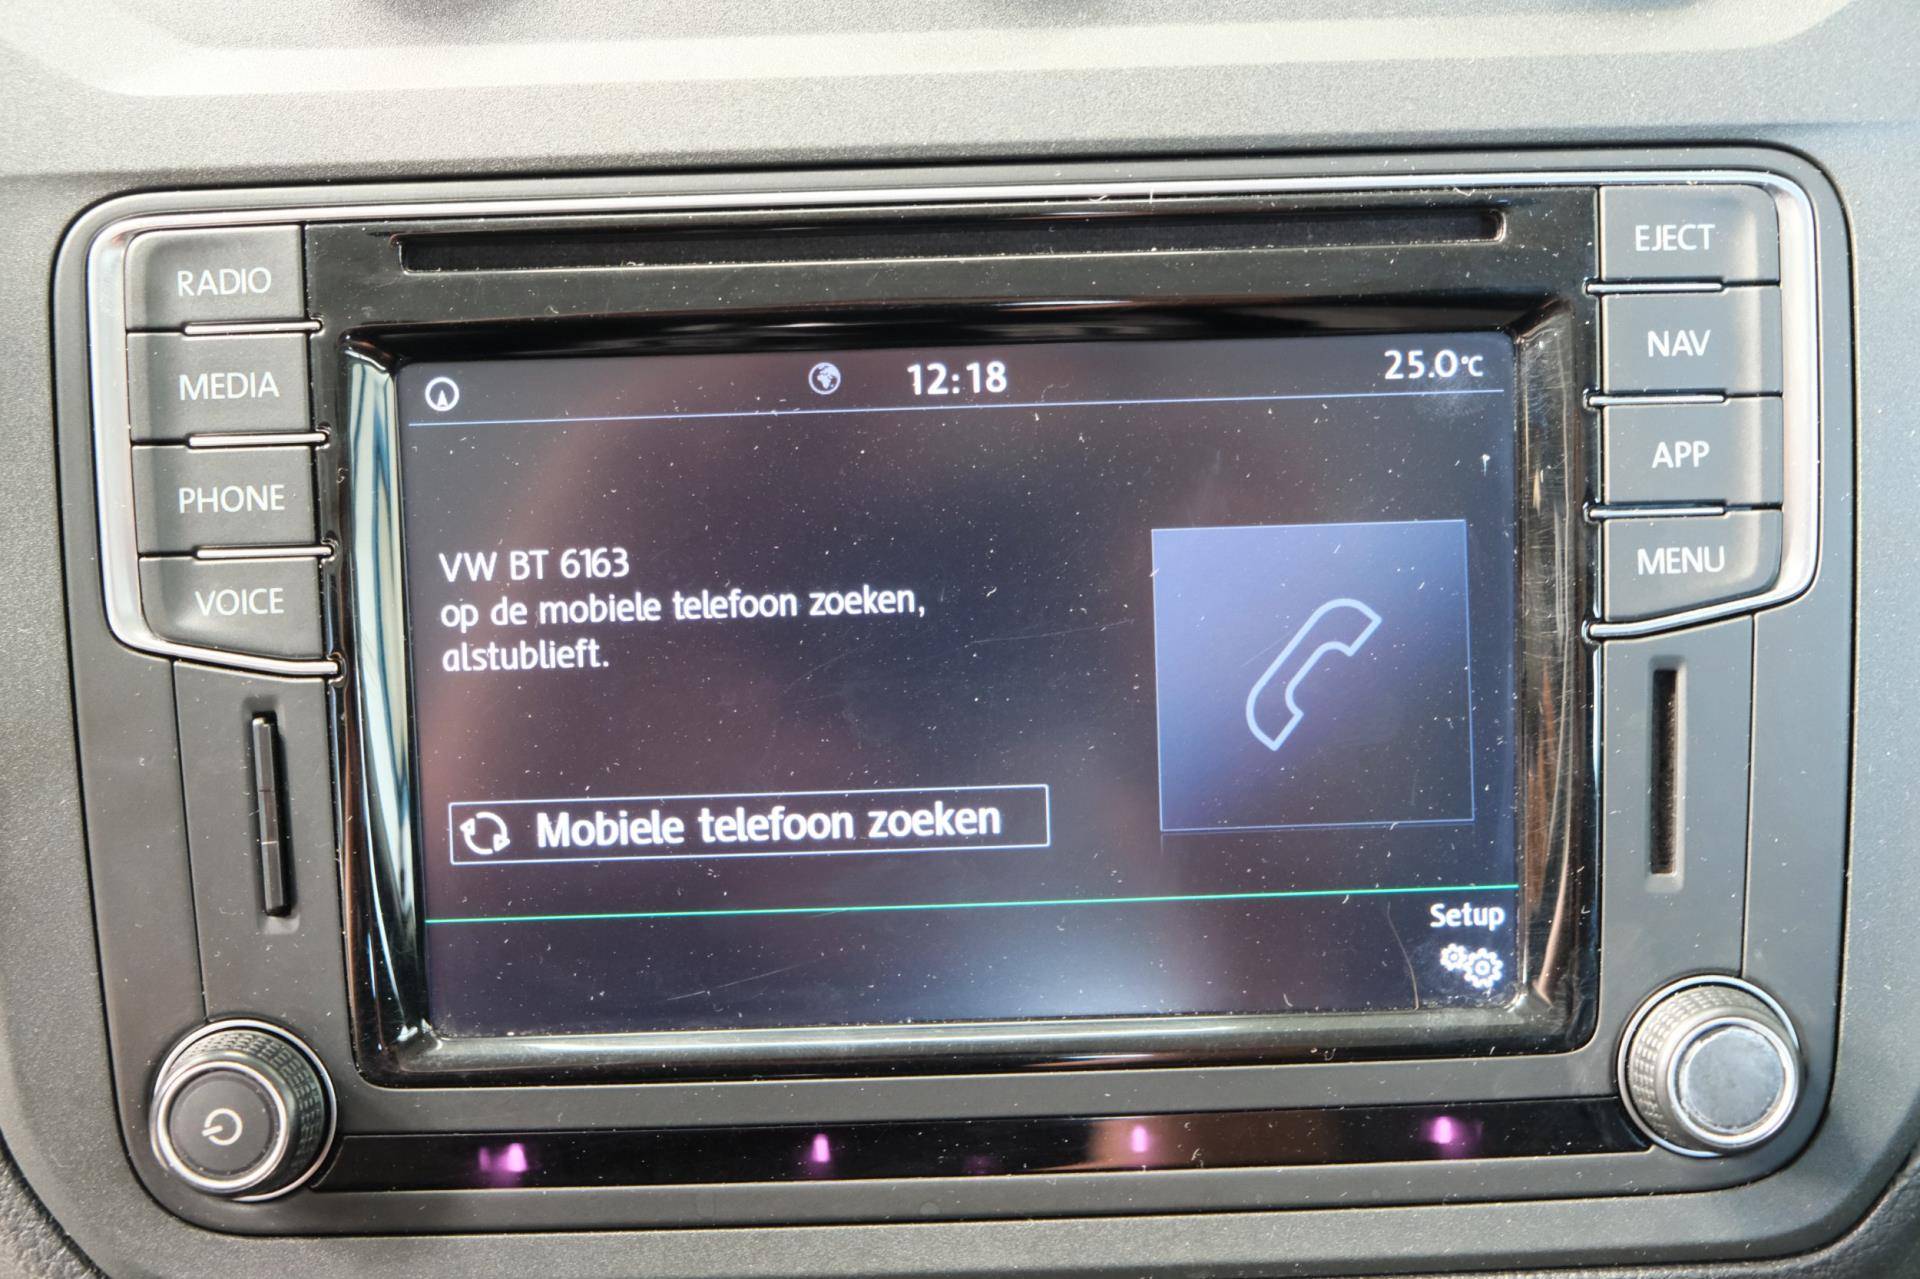 RADIO
MEDIA
PHONE
VOICE
12:18
25.0°C
VW BT 6163
op de mobiele telefoon zoeken,
alstublieft.
Mobiele telefoon zoeken
Setup
EJECT
NAV
APP
MENU